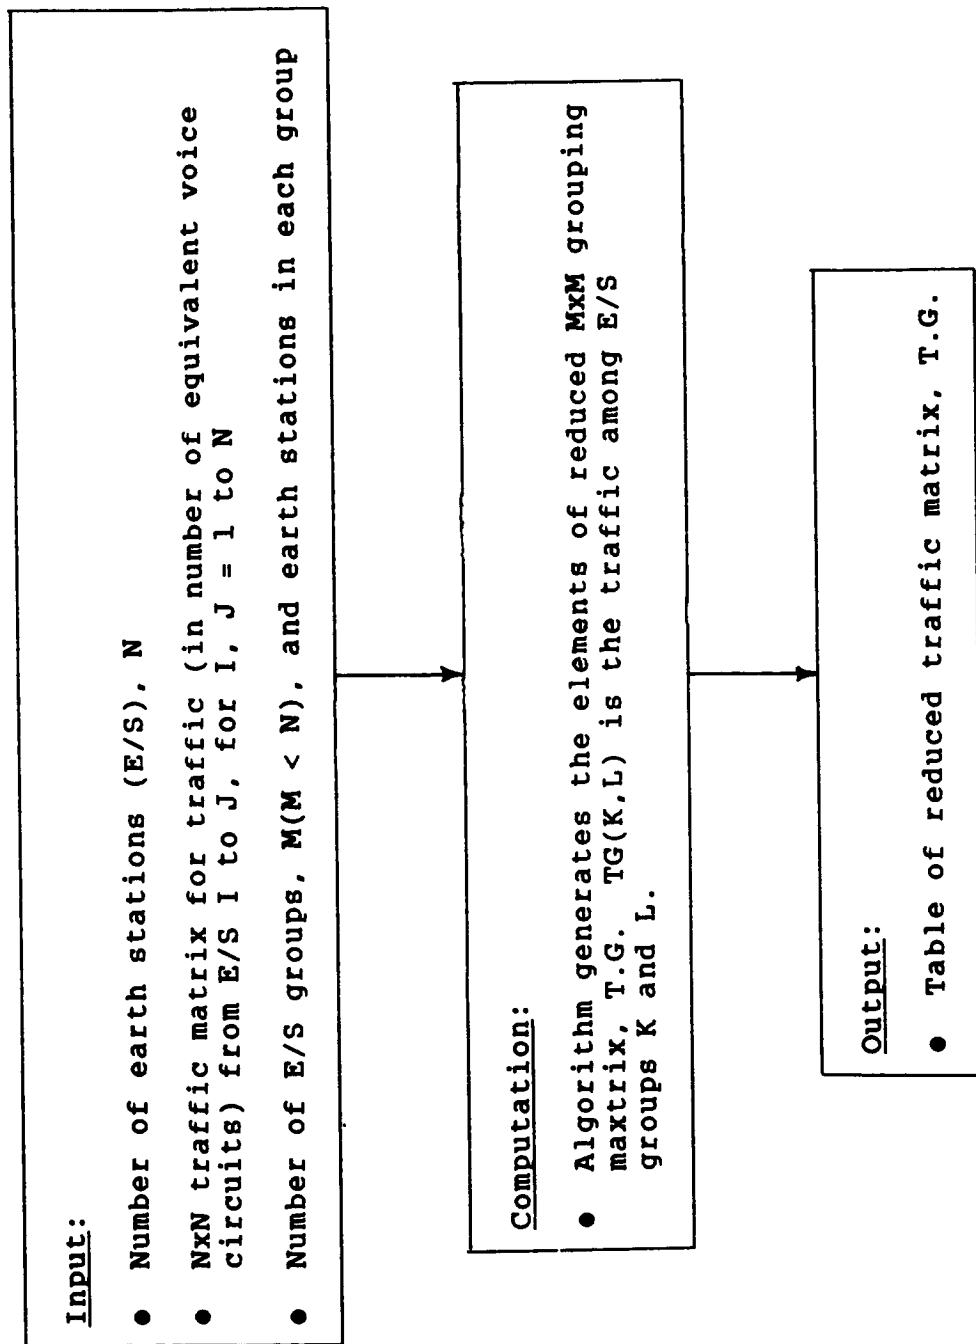 Input:
● Number of earth stations (E/S), N
● NxN traffic matrix for traffic (in number of equivalent voice
circuits) from E/S I to J, for I, J = 1 to N
● Number of E/S groups, M(M < N), and earth stations in each group
Computation:
● Algorithm generates the elements of reduced MxM grouping
maxtrix, T.G. TG(K,L) is the traffic among E/S
groups K and L.
Output:
● Table of reduced traffic matrix, T.G.